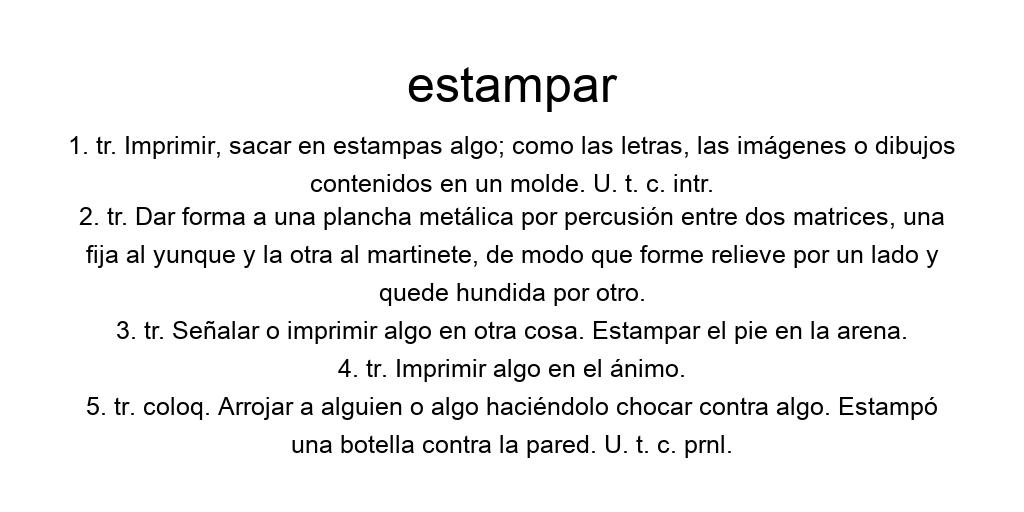 estampar
1. tr. Imprimir, sacar en estampas algo; como las letras, las imágenes o dibujos
contenidos en un molde. U. t. c. intr.
2. tr. Dar forma a una plancha metálica por percusión entre dos matrices, una
fija al yunque y la otra al martinete, de modo que forme relieve por un lado y
quede hundida por otro.
3. tr. Señalar o imprimir algo en otra cosa. Estampar el pie en la arena.
4. tr. Imprimir algo en el ánimo.
5. tr. coloq. Arrojar a alguien o algo haciéndolo chocar contra algo. Estampó
una botella contra la pared. U. t. c. prnl.